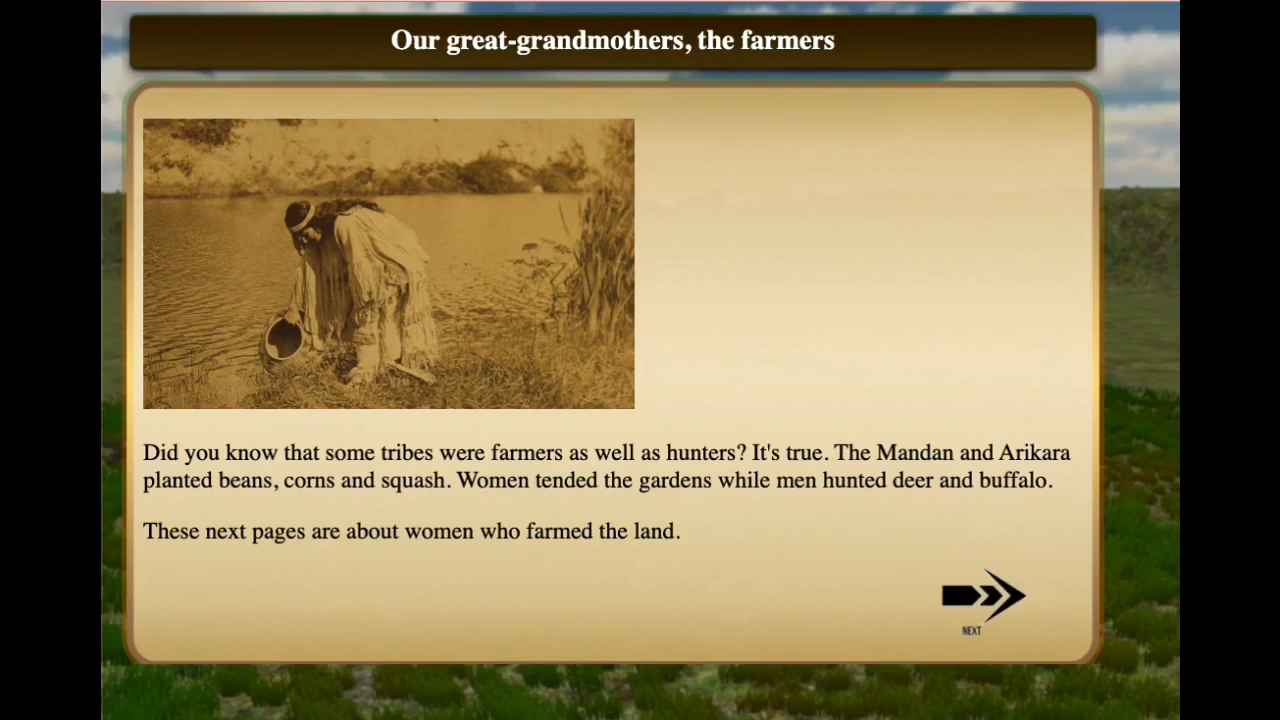 Our great-grandmothers, the farmers
Did you know that some tribes were farmers as well as hunters? It's true. The Mandan and Arikara
planted beans, corns and squash. Women tended the gardens while men hunted deer and buffalo.
These next pages are about women who farmed the land.
NEXT